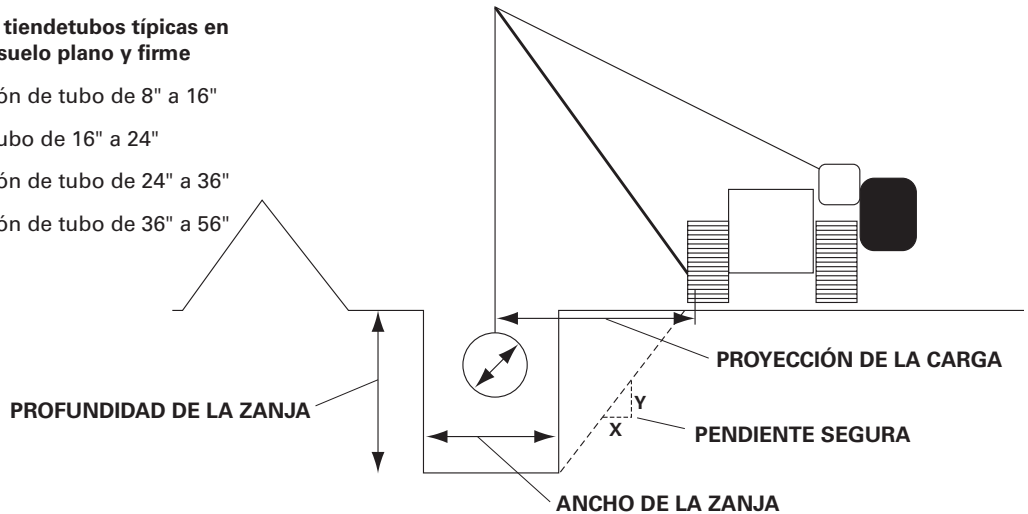 tiendetubos típicas en
suelo plano y firme
ón de tubo de 8" a 16"
ubo de 16" a 24"
ón de tubo de 24" a 36"
ón de tubo de 36" a 56"
PROYECCIÓN DE LA CARGA
PROFUNDIDAD DE LA ZANJA
Y
X
PENDIENTE SEGURA
ANCHO DE LA ZANJA